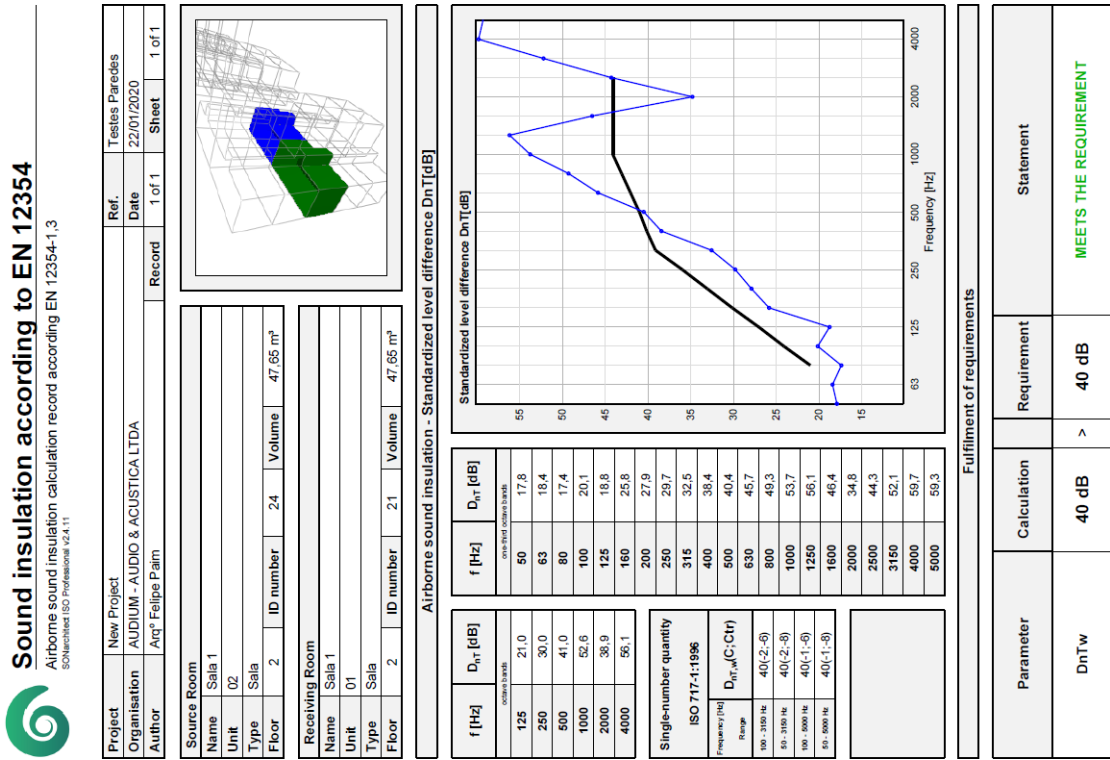 Sound insulation according to EN 12354
Airborne sound insulation calculation record according EN 12354-1,3
SONarchitect ISO Professional v2.4.11
Project New Project Ref. Testes Paredes
Organisation AUDIUM - AUDIO & ACUSTICA LTDA Date 22/01/2020
Author Arqº Felipe Paim Record 1 of 1 Sheet 1 of 1
Source Room
Name Sala 1
Unit 02
Type Sala
Floor 2 ID number 24 Volume 47,65 m³
Receiving Room
Name Sala 1
Unit 01
Type Sala
Floor 2 ID number 21 Volume 47,65 m³
Airborne sound insulation - Standardized level difference DnT[dB]
f [Hz] DnT [dB]
octave bands
125 21,0
250 30,0
500 41,0
1000 52,6
2000 38,9
4000 56,1
Single-number quantity
ISO 717-1:1996
Frequency [Hz] Range DnT,w(C;Ctr)
100 - 3150 Hz 40(-2;-6)
50 - 3150 Hz 40(-2;-8)
100 - 5000 Hz 40(-1;-6)
50 - 5000 Hz 40(-1;-8)
f [Hz] DnT [dB]
one-third octave bands
50 17,8
63 18,4
80 17,4
100 20,1
125 18,8
160 25,8
200 27,9
250 29,7
315 32,5
400 38,4
500 40,4
630 45,7
800 49,3
1000 53,7
1250 56,1
1600 46,4
2000 34,8
2500 44,3
3150 52,1
4000 59,7
5000 59,3
Standardized level difference DnT[dB]
55
50
45
40
35
30
25
20
15
63 125 250 500 1000 2000 4000
Frequency [Hz]
Fulfilment of requirements
Parameter Calculation Requirement Statement
DnTw 40 dB > 40 dB MEETS THE REQUIREMENT